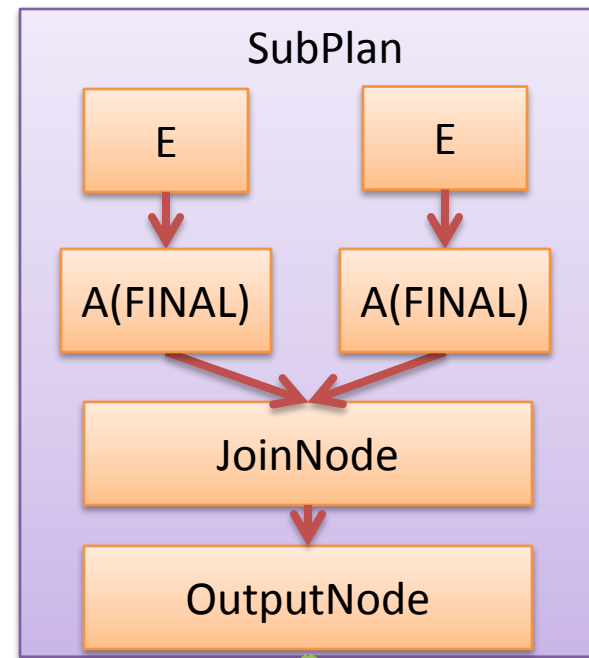 SubPlan
E
E
A(FINAL)
A(FINAL)
JoinNode
OutputNode